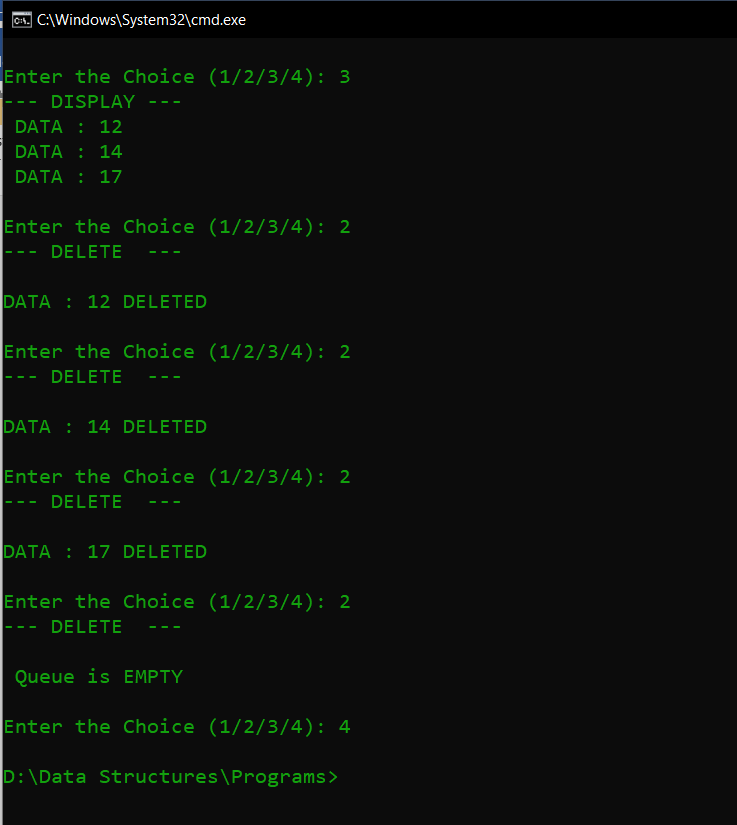 C:\Windows\System32\cmd.exe
Enter the Choice (1/2/3/4): 3
--- DISPLAY ---
DATA : 12
DATA : 14
DATA : 17
Enter the Choice (1/2/3/4): 2
--- DELETE  ---
DATA : 12 DELETED
Enter the Choice (1/2/3/4): 2
--- DELETE  ---
DATA : 14 DELETED
Enter the Choice (1/2/3/4): 2
--- DELETE  ---
DATA : 17 DELETED
Enter the Choice (1/2/3/4): 2
--- DELETE  ---
Queue is EMPTY
Enter the Choice (1/2/3/4): 4
D:\Data Structures\Programs>